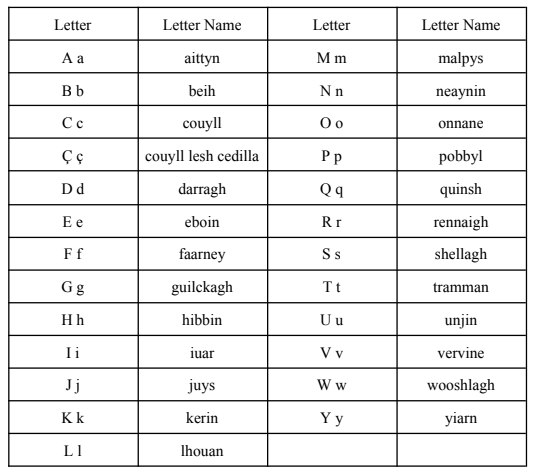 Letter Letter Name Letter Letter Name
A a aittyn M m malpys
B b beih N n neaynin
C c couyll O o onnane
Ç ç couyll lesh cedilla P p pobbyl
D d darragh Q q quinsh
E e eboin R r rennaigh
F f faarney S s shellagh
G g guilckagh T t tramman
H h hibbin U u unjin
I i iuar V v vervine
J j juys W w wooshlagh
K k kerin Y y yiarn
L l lhouan